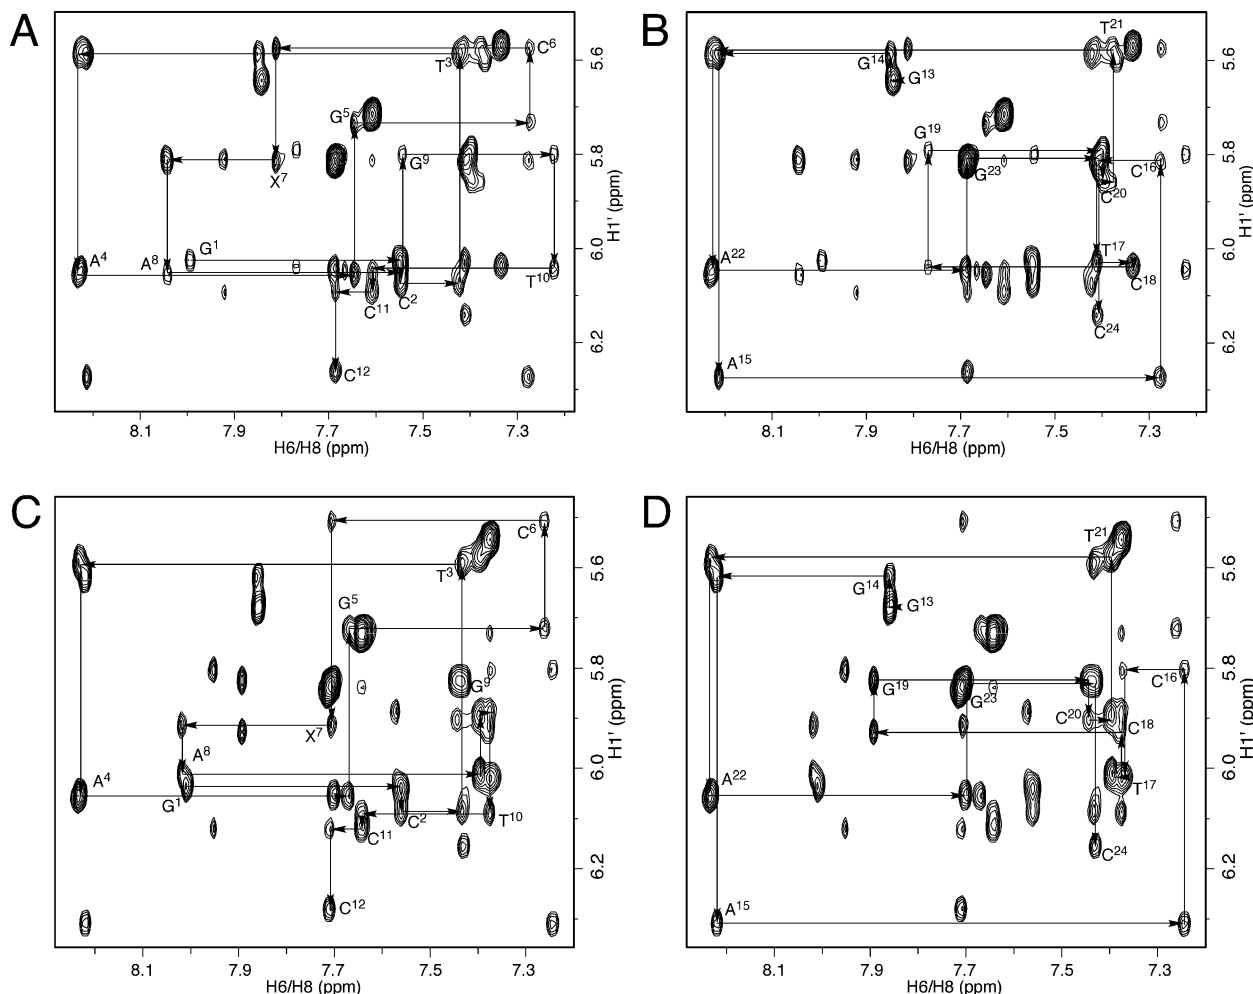 A
T³
C⁶
G⁵
G⁹
X⁷
G¹
A⁴
A⁸
T¹⁰
C²
C¹¹
C¹²
5.6
5.8
6.0
6.2
H1' (ppm)
8.1 7.9 7.7 7.5 7.3
H6/H8 (ppm)
B
T²¹
G¹⁴
G¹³
G¹⁹
G²³
C¹⁶
C²⁰
A²²
T¹⁷
C¹⁸
C²⁴
A¹⁵
5.6
5.8
6.0
6.2
H1' (ppm)
8.1 7.9 7.7 7.5 7.3
H6/H8 (ppm)
C
C⁶
T³
G⁵
G⁹
X⁷
A⁸
A⁴
G¹
C²
T¹⁰
C¹¹
C¹²
5.6
5.8
6.0
6.2
H1' (ppm)
8.1 7.9 7.7 7.5 7.3
H6/H8 (ppm)
D
T²¹
G¹⁴
G¹³
G¹⁹
G²³
C¹⁶
C²⁰
C¹⁸
A²²
T¹⁷
C²⁴
A¹⁵
5.6
5.8
6.0
6.2
H1' (ppm)
8.1 7.9 7.7 7.5 7.3
H6/H8 (ppm)